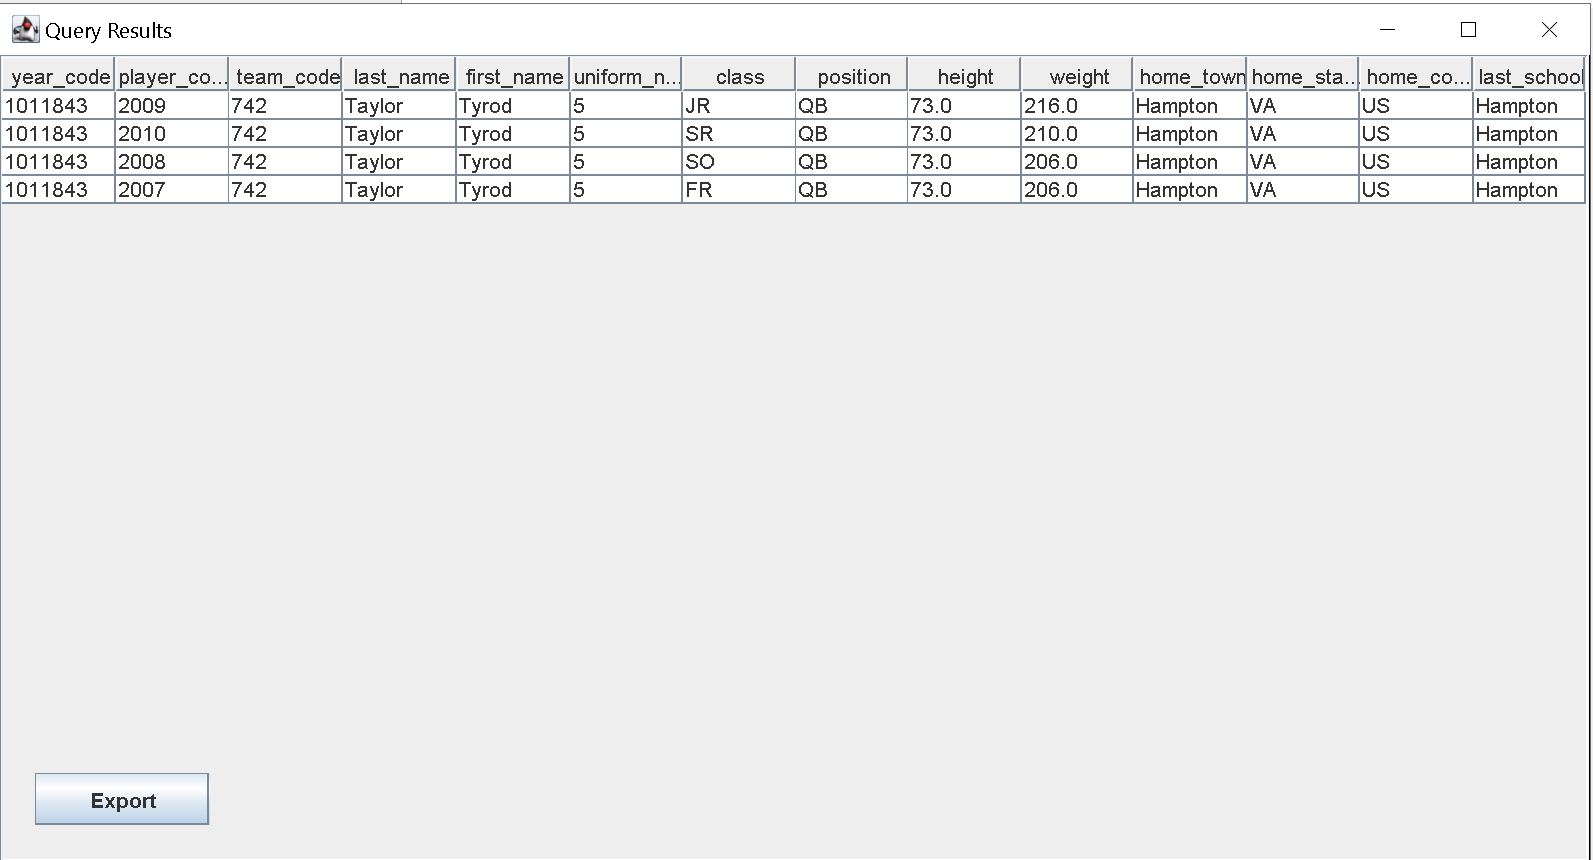 Query Results
year_code player_co... team_code last_name first_name uniform_n... class position height weight home_town home_sta... home_co... last_school
1011843 2009 742 Taylor Tyrod 5 JR QB 73.0 216.0 Hampton VA US Hampton
1011843 2010 742 Taylor Tyrod 5 SR QB 73.0 210.0 Hampton VA US Hampton
1011843 2008 742 Taylor Tyrod 5 SO QB 73.0 206.0 Hampton VA US Hampton
1011843 2007 742 Taylor Tyrod 5 FR QB 73.0 206.0 Hampton VA US Hampton
Export